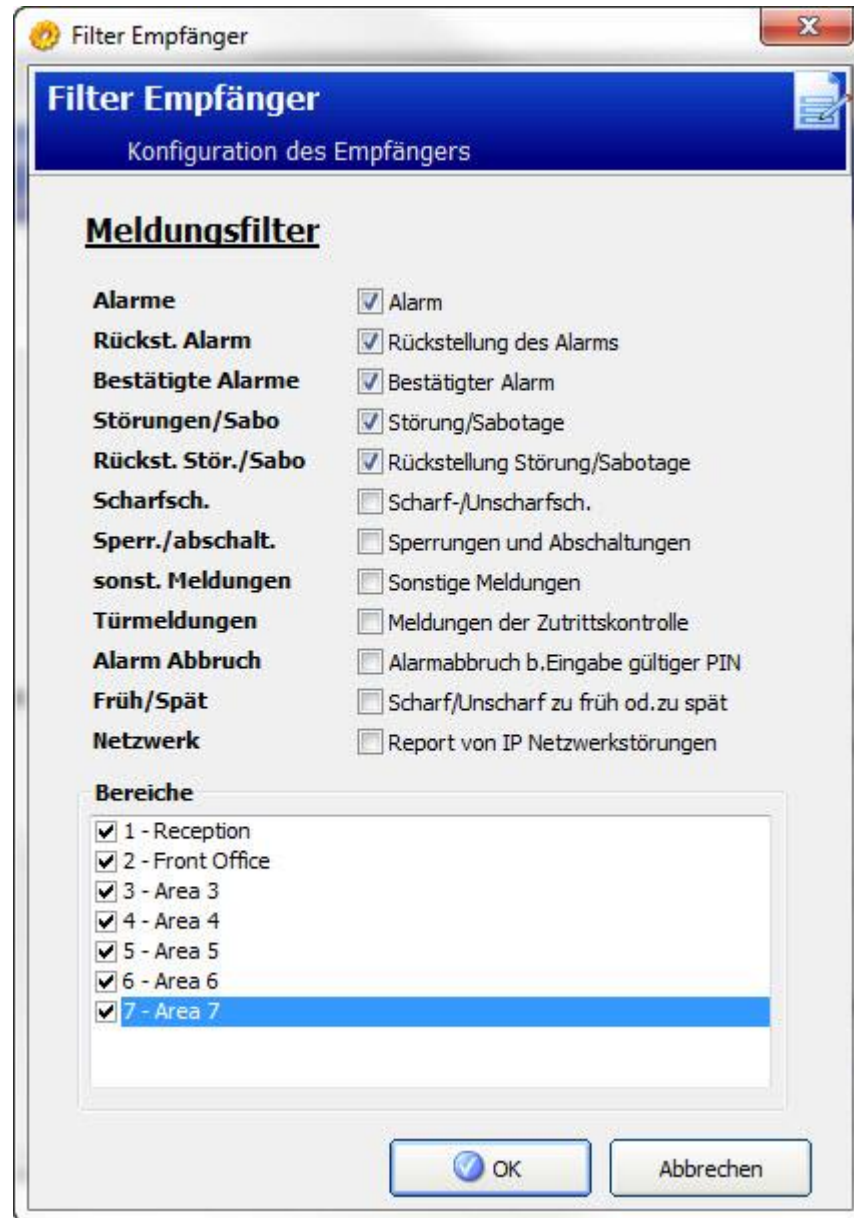 Filter Empfänger
Filter Empfänger
Konfiguration des Empfängers
Meldungsfilter
Alarme Alarm
Rückst. Alarm Rückstellung des Alarms
Bestätigte Alarme Bestätigter Alarm
Störungen/Sabo Störung/Sabotage
Rückst. Stör./Sabo Rückstellung Störung/Sabotage
Scharfsch. Scharf-/Unscharfsch.
Sperr./abschalt. Sperrungen und Abschaltungen
sonst. Meldungen Sonstige Meldungen
Türmeldungen Meldungen der Zutrittskontrolle
Alarm Abbruch Alarmabbruch b.Eingabe gültiger PIN
Früh/Spät Scharf/Unscharf zu früh od.zu spät
Netzwerk Report von IP Netzwerkstörungen
Bereiche
1 - Reception
2 - Front Office
3 - Area 3
4 - Area 4
5 - Area 5
6 - Area 6
7 - Area 7
OK Abbrechen